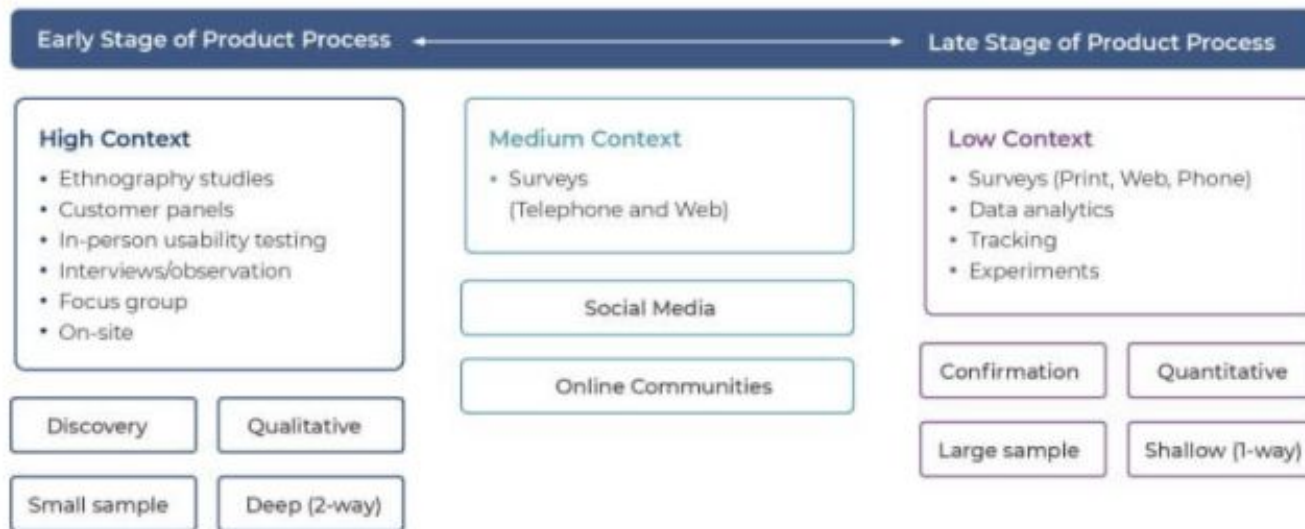 Early Stage of Product Process
Late Stage of Product Process
High Context
• Ethnography studies
• Customer panels
• In-person usability testing
• Interviews/observation
• Focus group
• On-site
Discovery
Qualitative
Small sample
Deep (2-way)
Medium Context
• Surveys
(Telephone and Web)
Social Media
Online Communities
Low Context
• Surveys (Print, Web, Phone)
• Data analytics
• Tracking
• Experiments
Confirmation
Quantitative
Large sample
Shallow (1-way)